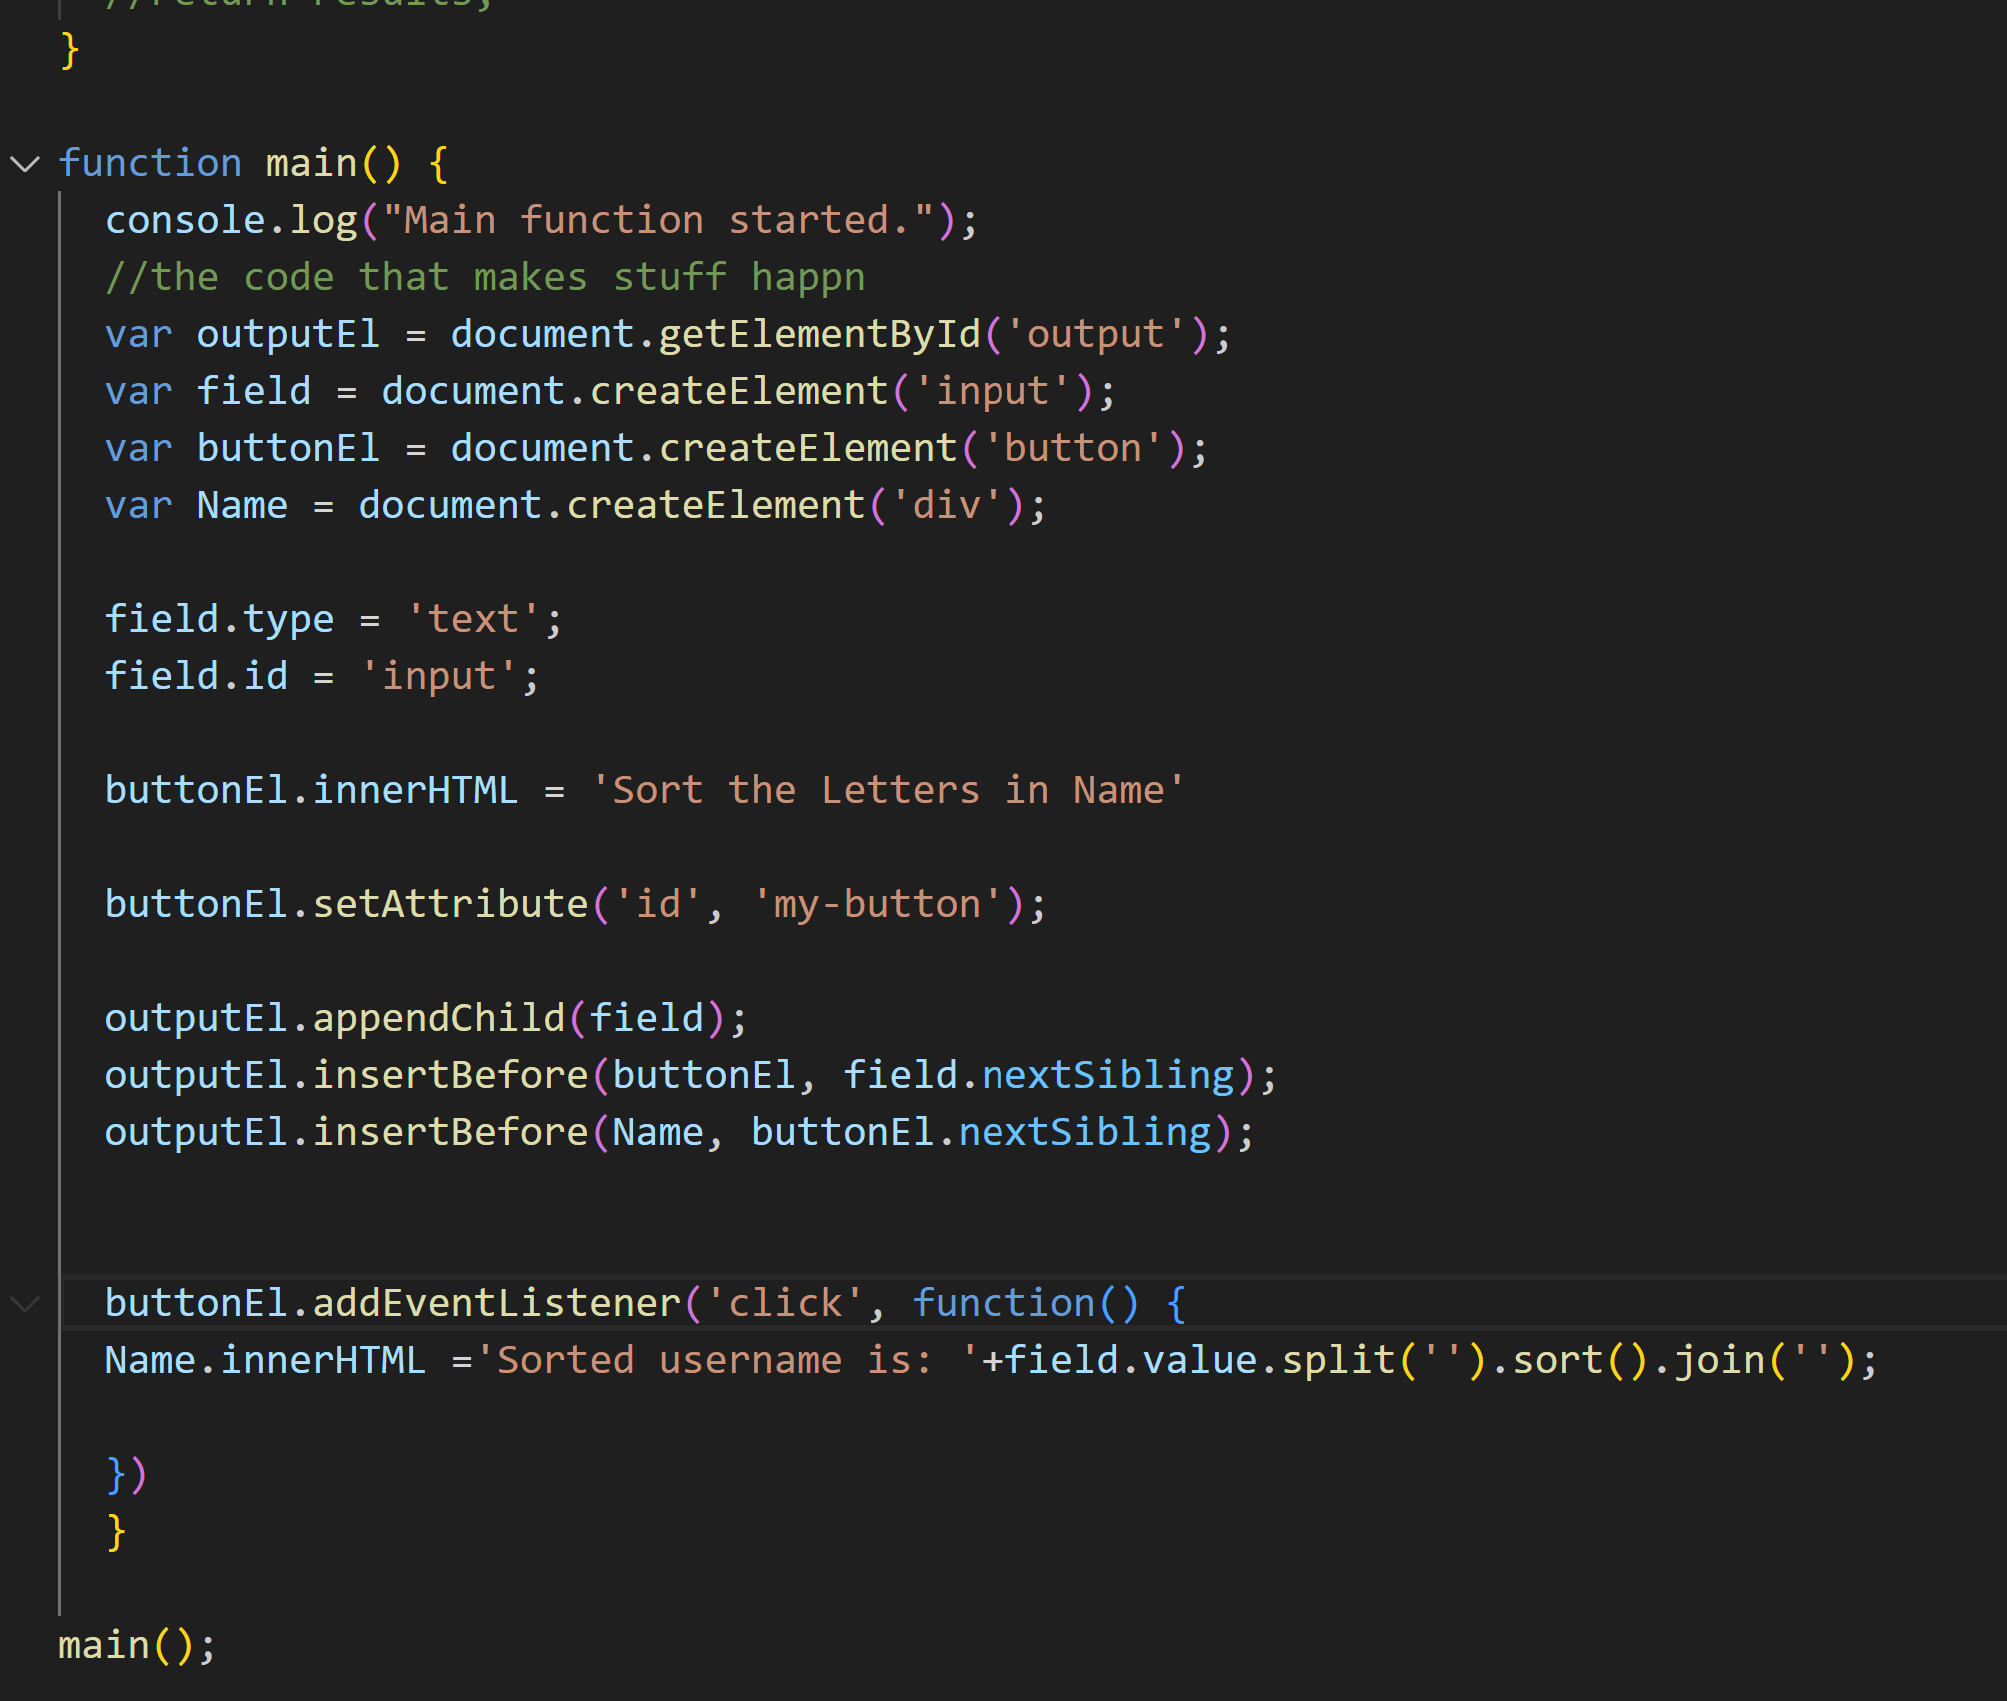 //return results;
}
function main() {
console.log("Main function started.");
//the code that makes stuff happn
var outputEl = document.getElementById('output');
var field = document.createElement('input');
var buttonEl = document.createElement('button');
var Name = document.createElement('div');
field.type = 'text';
field.id = 'input';
buttonEl.innerHTML = 'Sort the Letters in Name'
buttonEl.setAttribute('id', 'my-button');
outputEl.appendChild(field);
outputEl.insertBefore(buttonEl, field.nextSibling);
outputEl.insertBefore(Name, buttonEl.nextSibling);
buttonEl.addEventListener('click', function() {
Name.innerHTML ='Sorted username is: '+field.value.split('').sort().join('');
})
}
main();